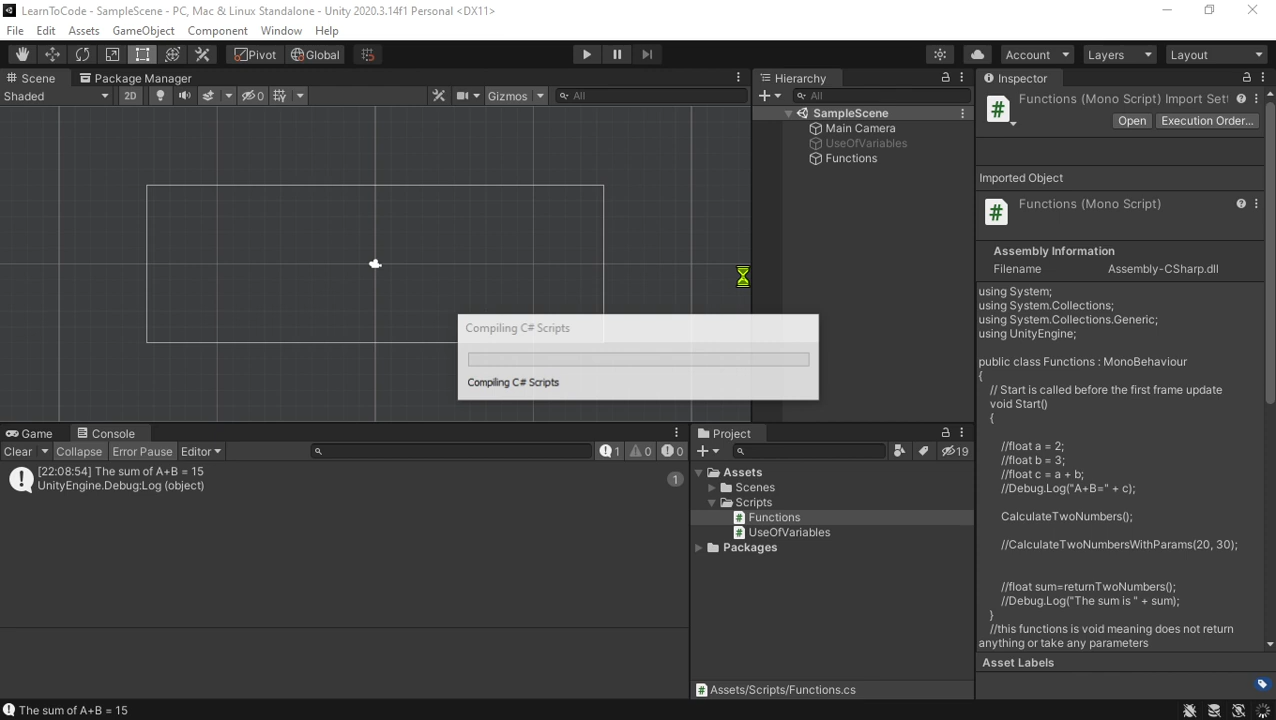 LearnToCode - SampleScene - PC, Mac & Linux Standalone - Unity 2020.3.14f1 Personal <DX11>
File Edit Assets GameObject Component Window Help
Pivot Global Account Layers Layout
Scene Package Manager
Shaded 2D 0 Gizmos All
Hierarchy
All
SampleScene
Main Camera
UseOfVariables
Functions
Compiling C# Scripts
Compiling C# Scripts
Game Console
Clear Collapse Error Pause Editor 1 0 0
[22:08:54] The sum of A+B = 15
UnityEngine.Debug:Log (object)
1
Project
19
Assets
Scenes
Scripts
Functions
UseOfVariables
Packages
Assets/Scripts/Functions.cs
Inspector
Functions (Mono Script) Import Sett
Open Execution Order...
Imported Object
Functions (Mono Script)
Assembly Information
Filename Assembly-CSharp.dll
using System;
using System.Collections;
using System.Collections.Generic;
using UnityEngine;
public class Functions : MonoBehaviour
{
// Start is called before the first frame update
void Start()
{
//float a = 2;
//float b = 3;
//float c = a + b;
//Debug.Log("A+B=" + c);
CalculateTwoNumbers();
//CalculateTwoNumbersWithParams(20, 30);
//float sum=returnTwoNumbers();
//Debug.Log("The sum is " + sum);
}
//this functions is void meaning does not return
anything or take any parameters
Asset Labels
The sum of A+B = 15